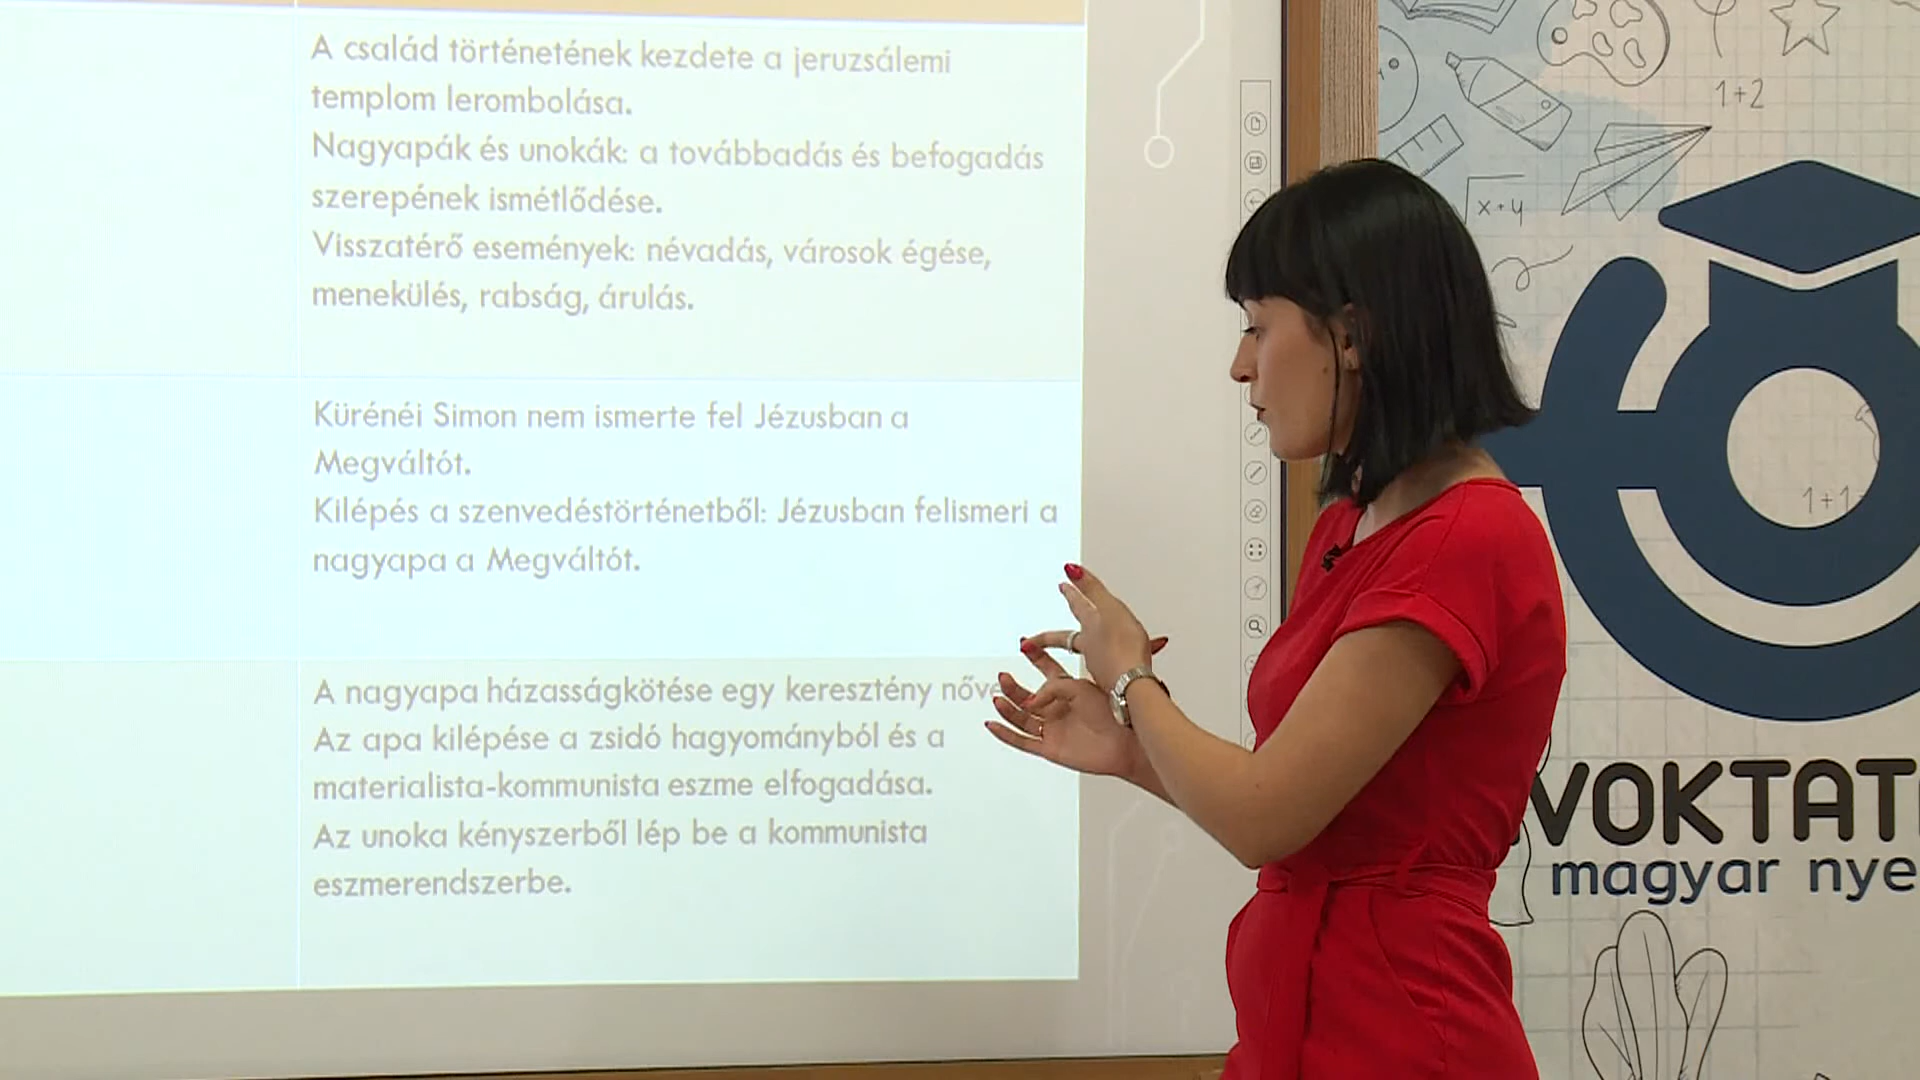 A család történetének kezdete a jeruzsálemi
templom lerombolása.
Nagyapák és unokák: a továbbadás és befogadás
szerepének ismétlődése.
Visszatérő események: névadás, városok égése,
menekülés, rabság, árulás.
Kürénéi Simon nem ismerte fel Jézusban a
Megváltót.
Kilépés a szenvedéstörténetből: Jézusban felismeri a
nagyapa a Megváltót.
A nagyapa házasságkötése egy keresztény nőve
Az apa kilépése a zsidó hagyományból és a
materialista-kommunista eszme elfogadása.
Az unoka kényszerből lép be a kommunista
eszmerendszerbe.
1+2
x+4
1+1
VOKTAT
magyar nye